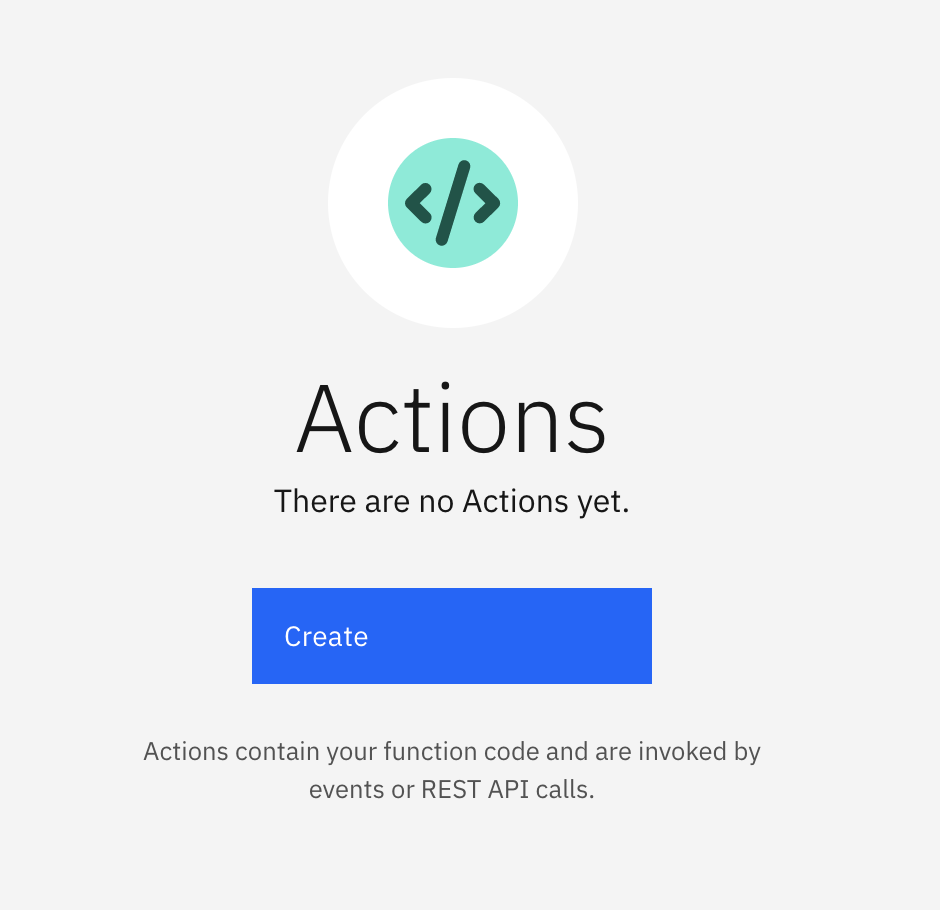 Actions
There are no Actions yet.
Create
Actions contain your function code and are invoked by
events or REST API calls.